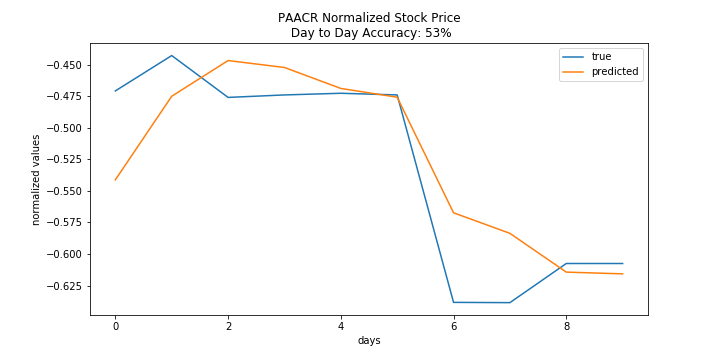 PAACR Normalized Stock Price
Day to Day Accuracy: 53%
true
predicted
normalized values
−0.450
−0.475
−0.500
−0.525
−0.550
−0.575
−0.600
−0.625
0 2 4 6 8
days